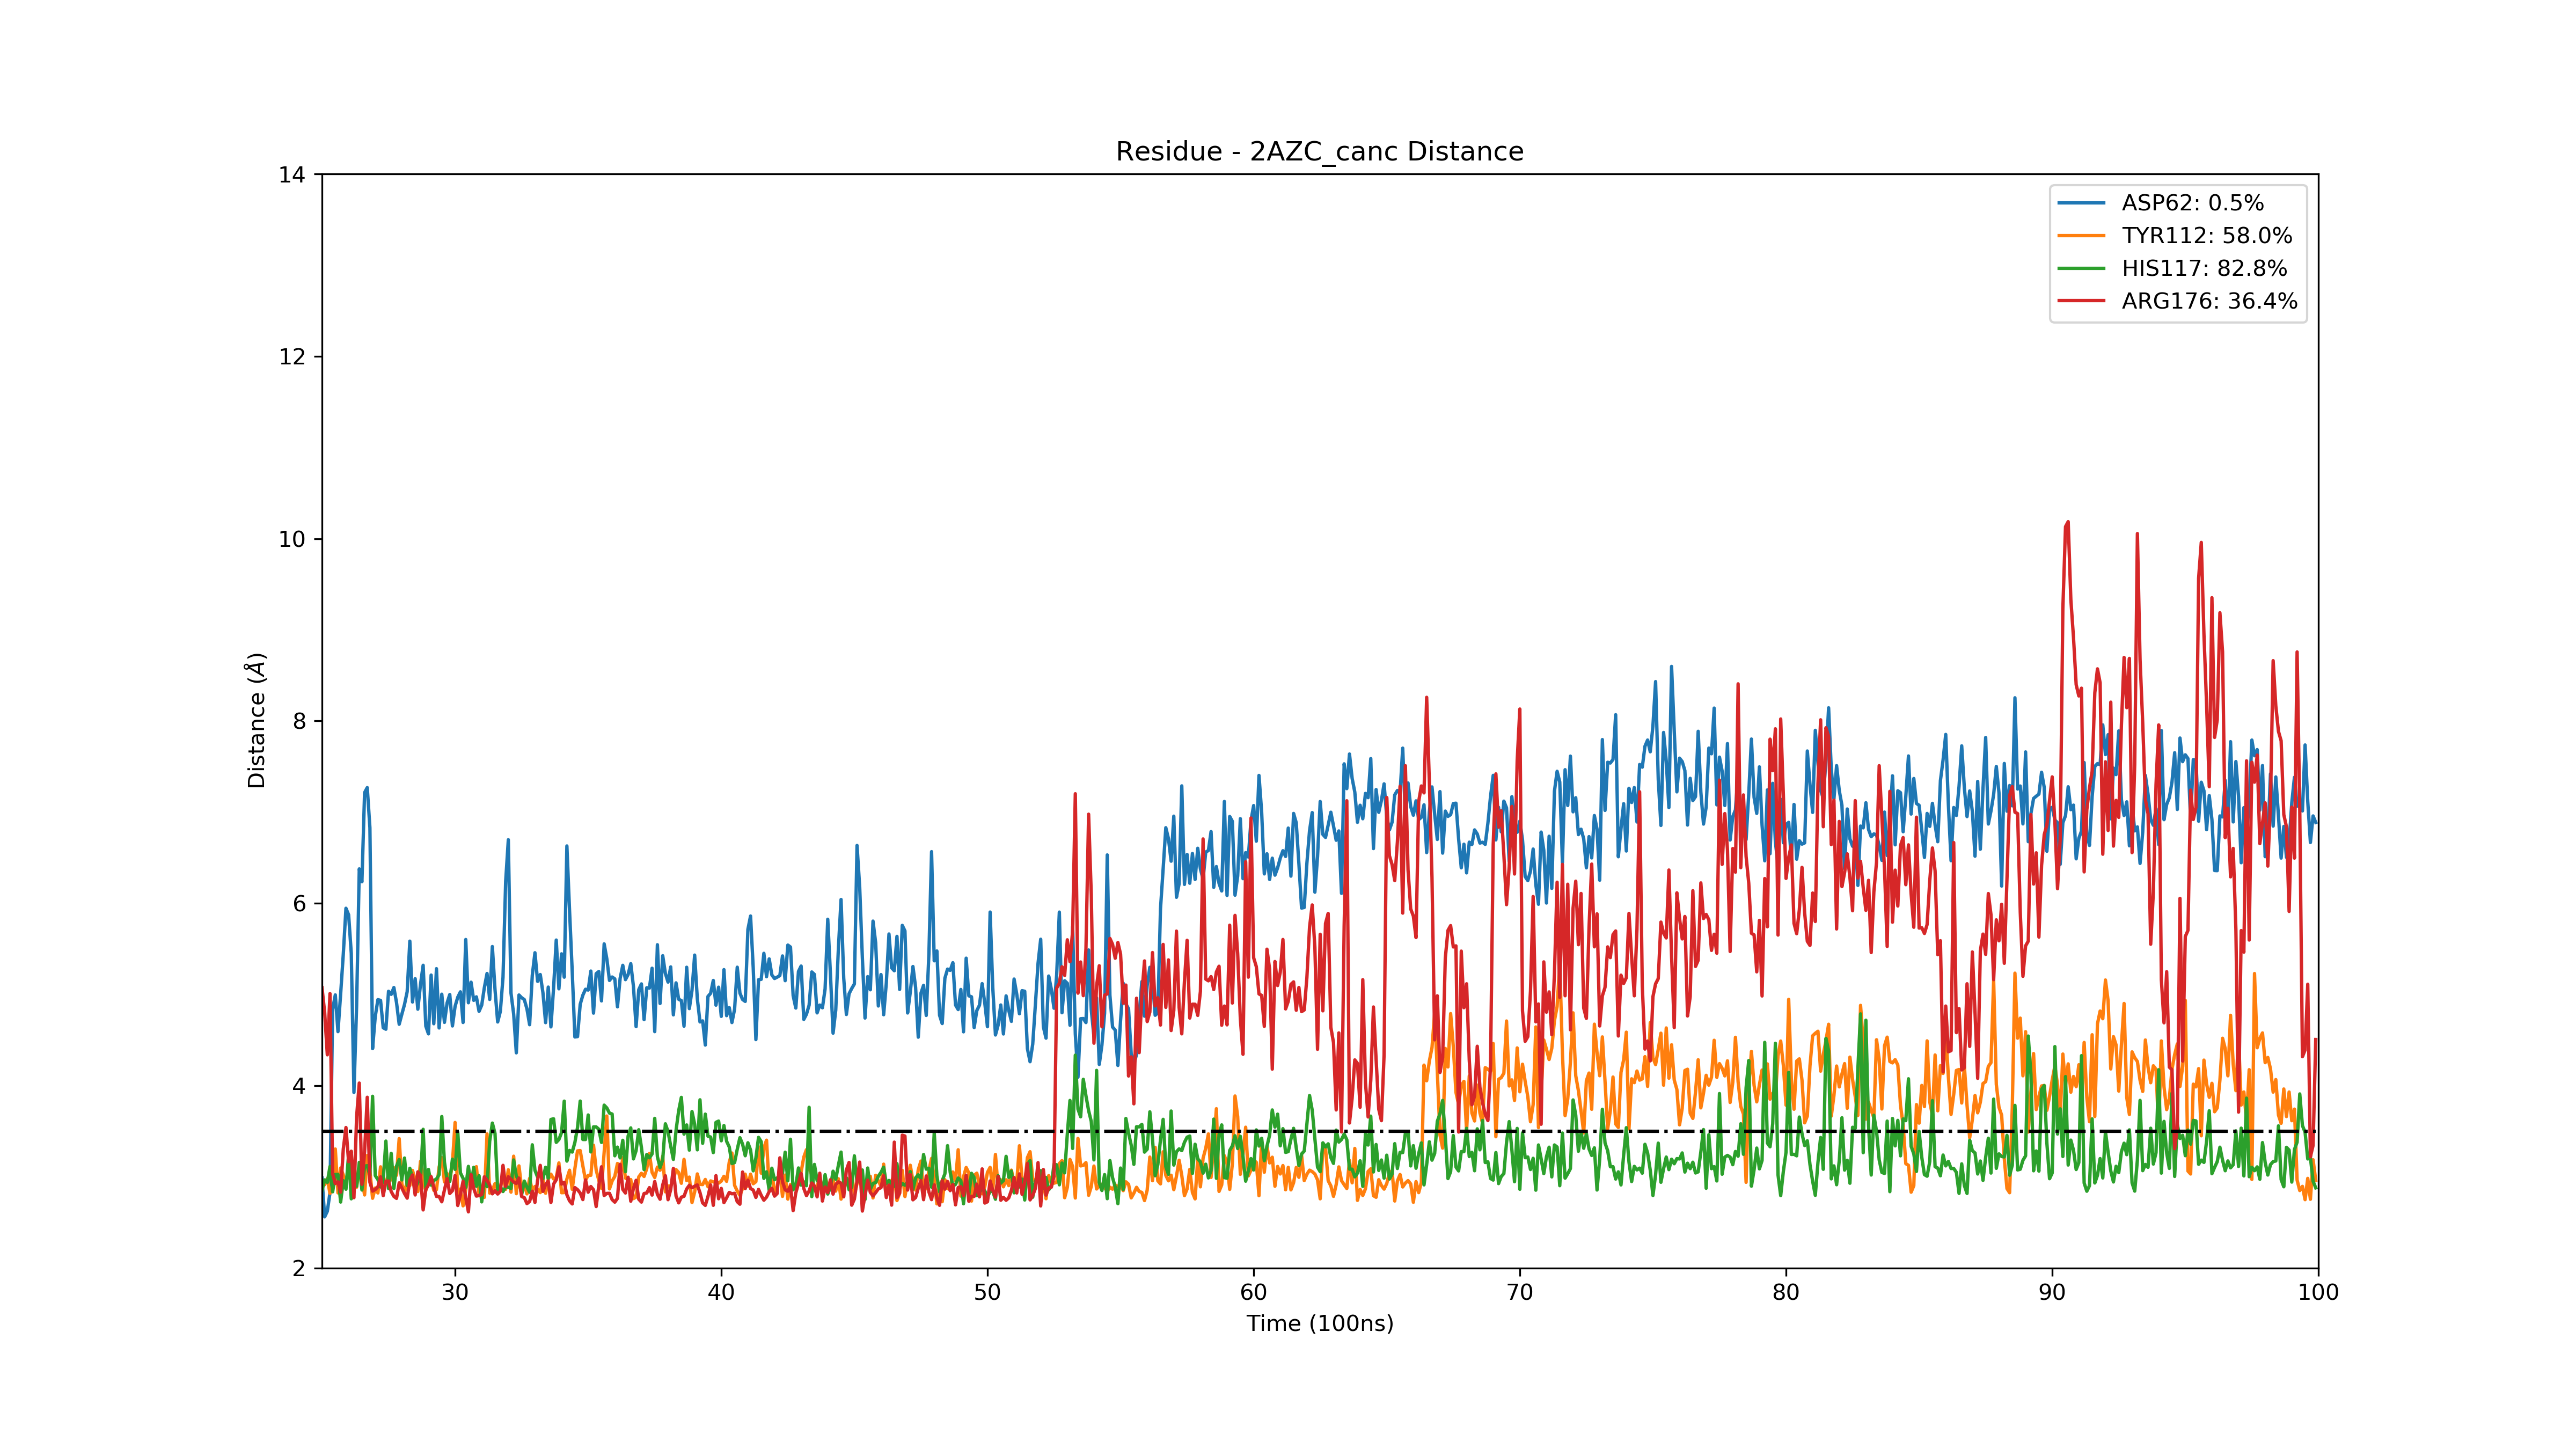 Residue - 2AZC_canc Distance
14
12
10
8
6
4
2
Distance (Å)
ASP62: 0.5%
TYR112: 58.0%
HIS117: 82.8%
ARG176: 36.4%
30 40 50 60 70 80 90 100
Time (100ns)